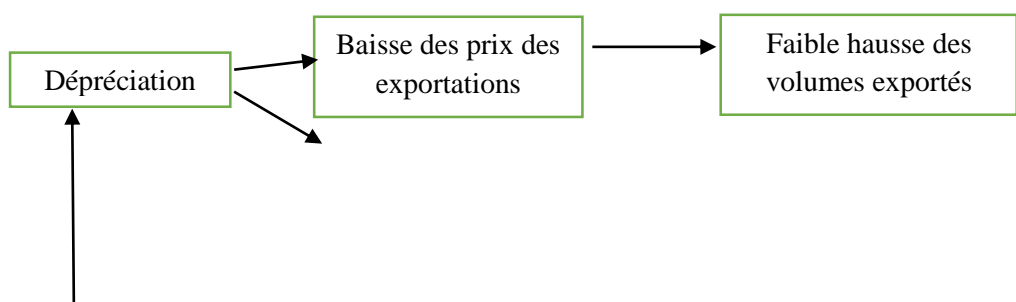 Dépréciation
Baisse des prix des
exportations
Faible hausse des
volumes exportés